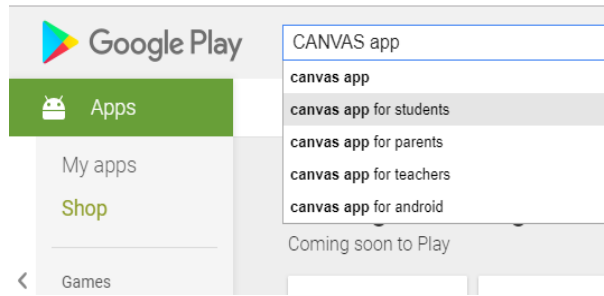 Google Play
CANVAS app
canvas app
Apps
canvas app for students
My apps
canvas app for parents
canvas app for teachers
Shop
canvas app for android
Coming soon to Play
Games